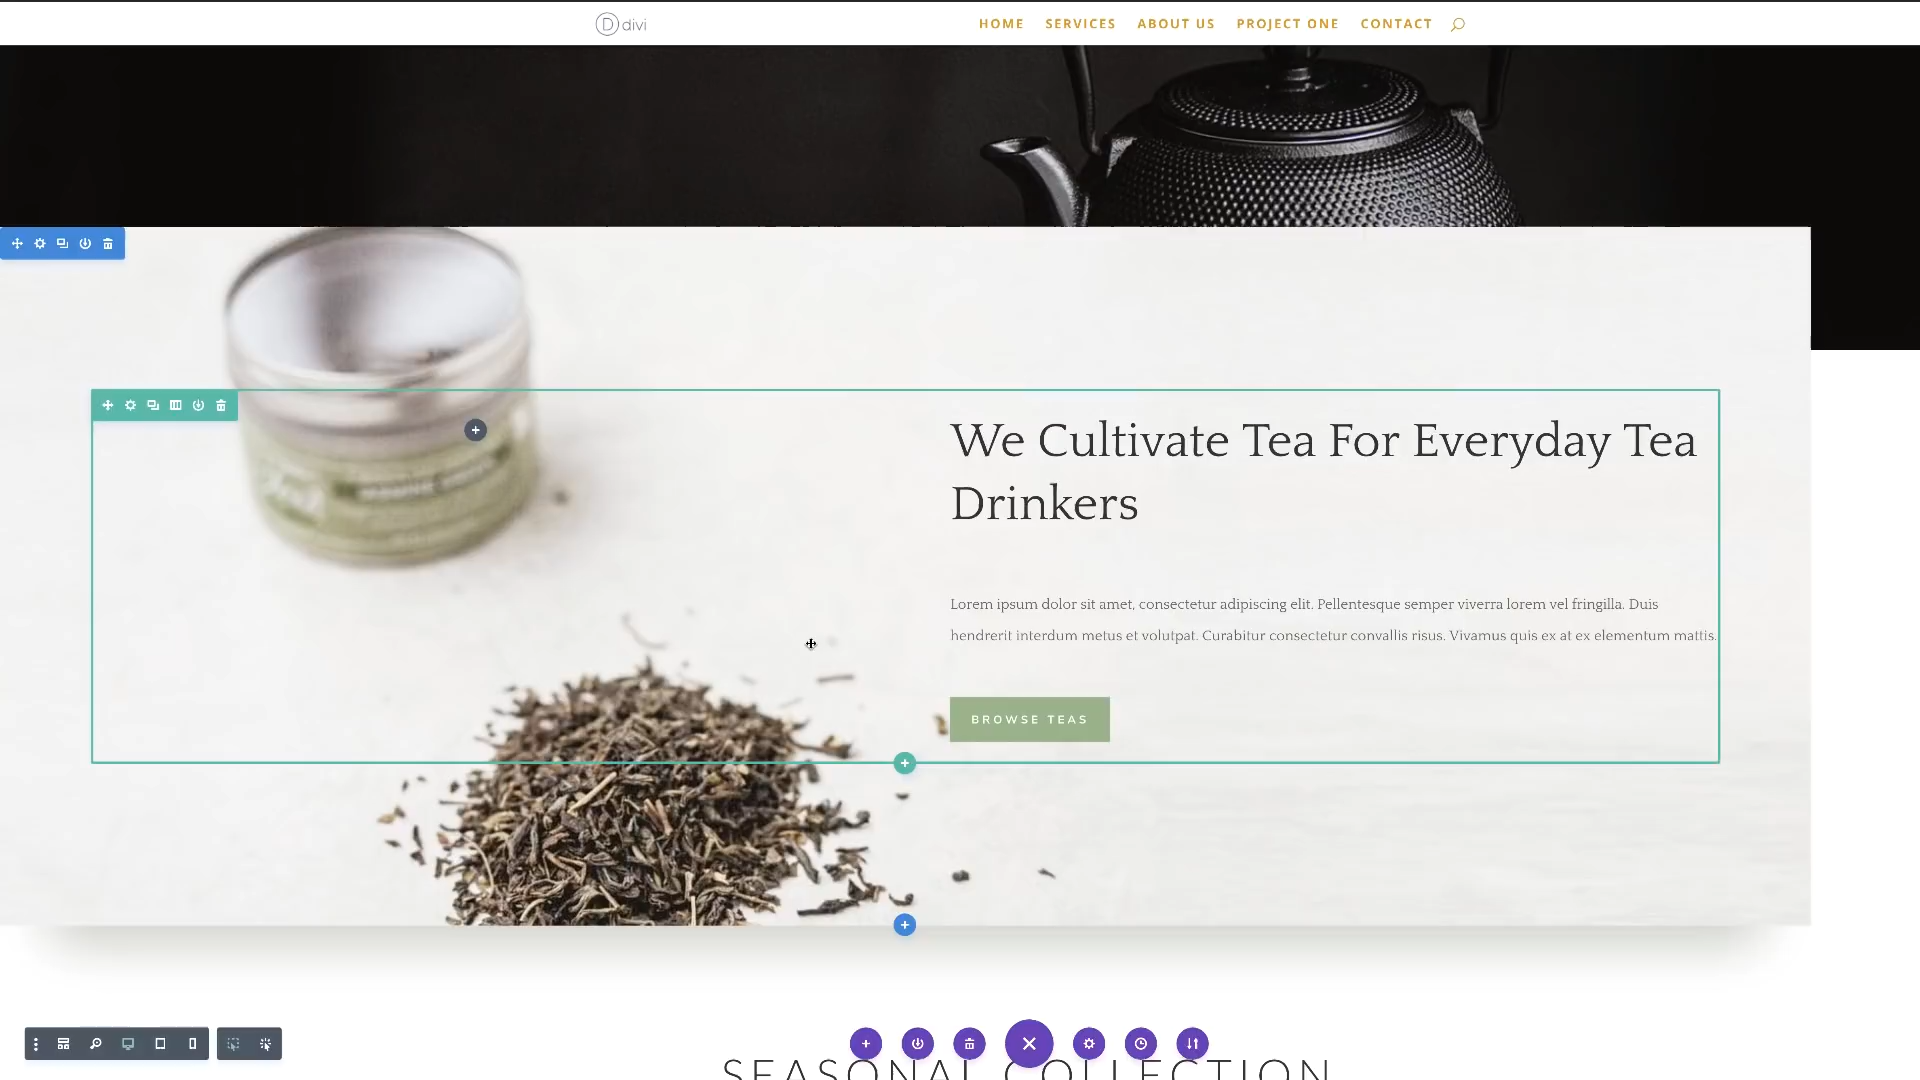 divi
HOME SERVICES ABOUT US PROJECT ONE CONTACT
We Cultivate Tea For Everyday Tea
Drinkers
Lorem ipsum dolor sit amet, consectetur adipiscing elit. Pellentesque semper viverra lorem vel fringilla. Duis
hendrerit interdum metus et volutpat. Curabitur consectetur convallis risus. Vivamus quis ex at ex elementum mattis.
BROWSE TEAS
SEASONAL COLLECTION